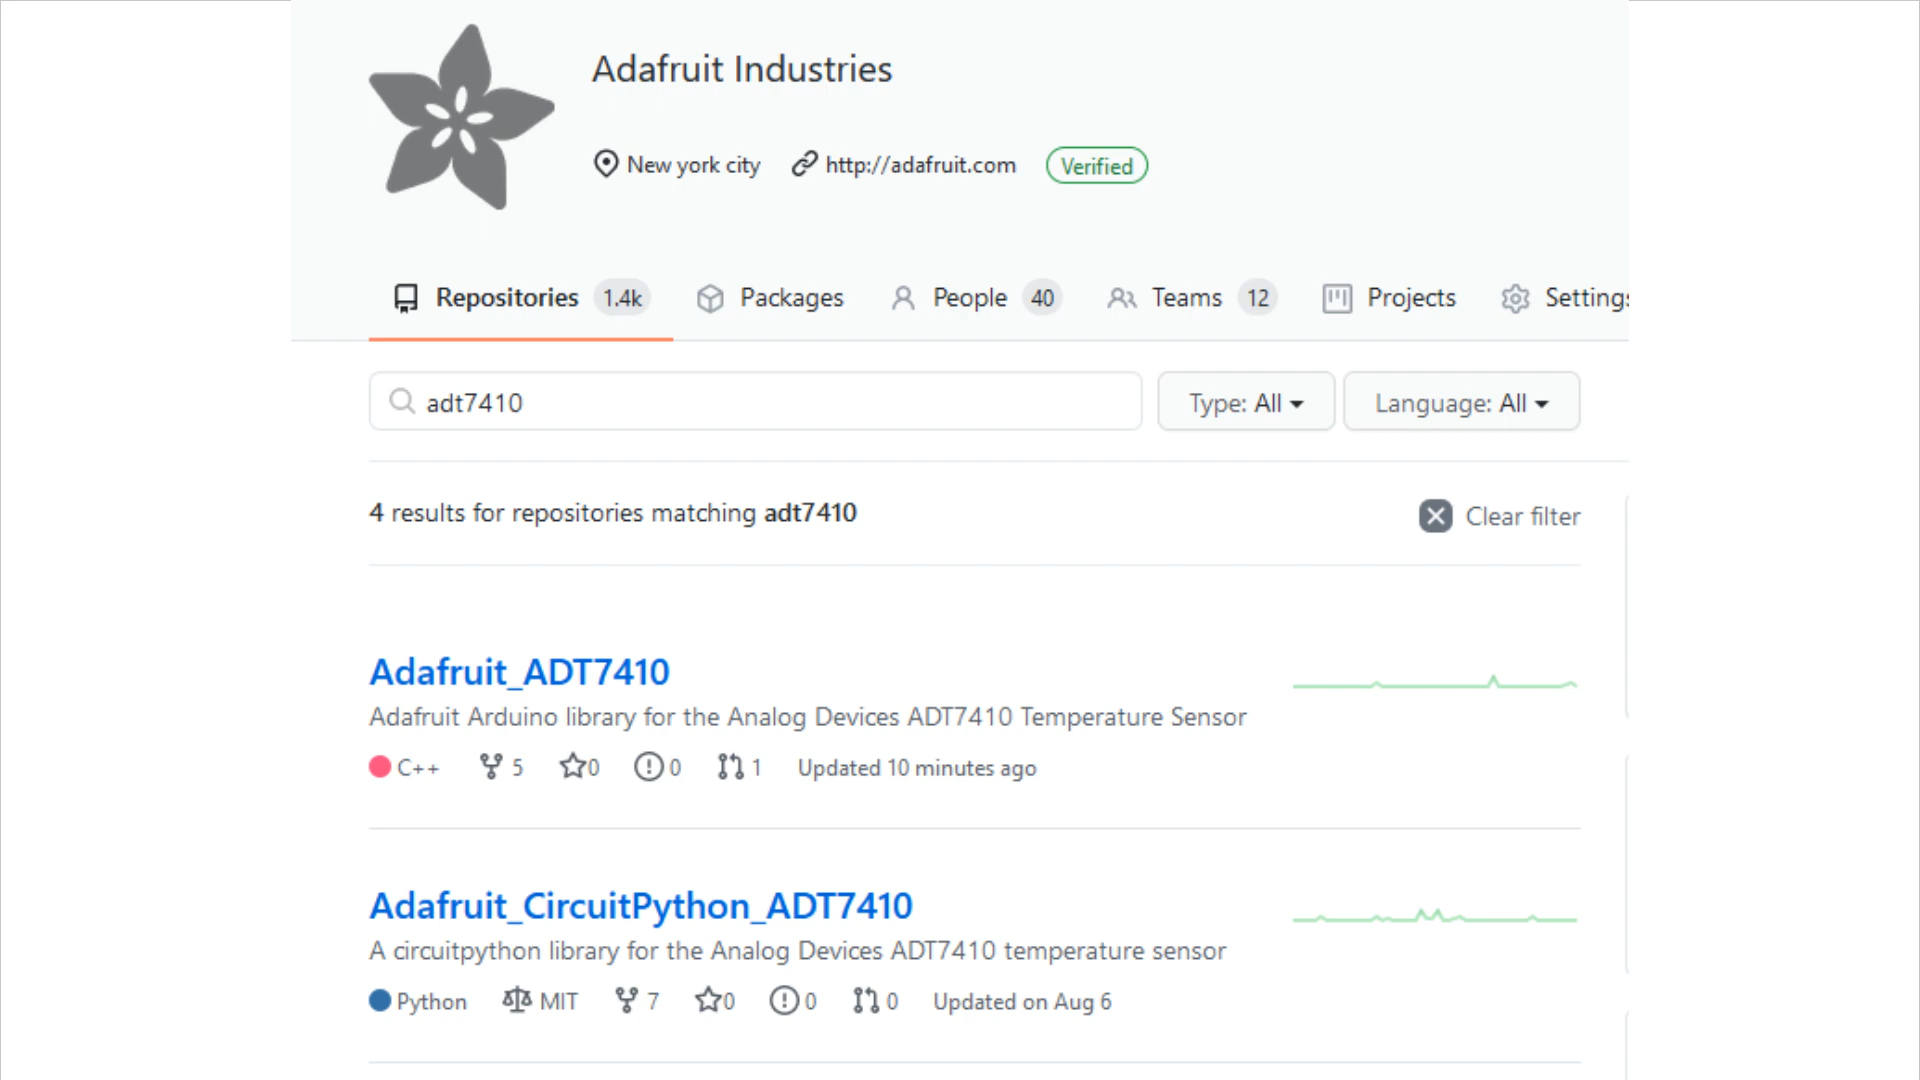 Adafruit Industries
New york city http://adafruit.com Verified
Repositories 1.4k Packages People 40 Teams 12 Projects Settings
adt7410 Type: All Language: All
4 results for repositories matching adt7410 Clear filter
Adafruit_ADT7410
Adafruit Arduino library for the Analog Devices ADT7410 Temperature Sensor
C++ 5 0 0 1 Updated 10 minutes ago
Adafruit_CircuitPython_ADT7410
A circuitpython library for the Analog Devices ADT7410 temperature sensor
Python MIT 7 0 0 0 Updated on Aug 6